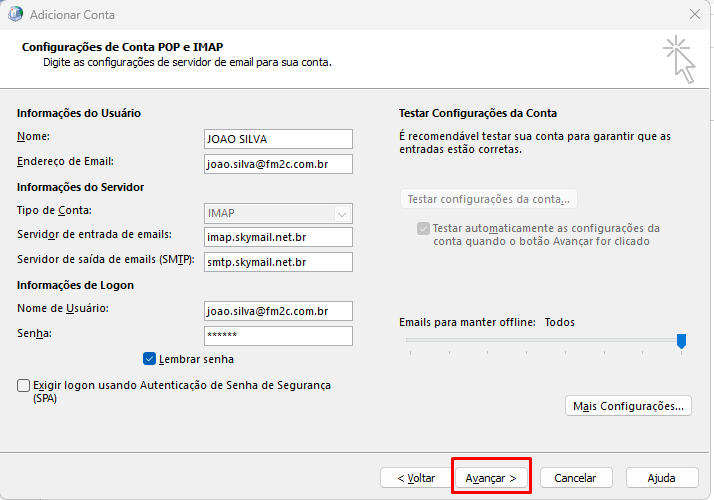 Adicionar Conta
Configurações de Conta POP e IMAP
Digite as configurações de servidor de email para sua conta.
Informações do Usuário
Nome:
JOAO SILVA
Endereço de Email:
joao.silva@fm2c.com.br
Informações do Servidor
Tipo de Conta:
IMAP
Servidor de entrada de emails:
imap.skymail.net.br
Servidor de saída de emails (SMTP):
smtp.skymail.net.br
Informações de Logon
Nome de Usuário:
joao.silva@fm2c.com.br
Senha:
******
Lembrar senha
Exigir logon usando Autenticação de Senha de Segurança
(SPA)
Testar Configurações da Conta
É recomendável testar sua conta para garantir que as
entradas estão corretas.
Testar configurações da conta...
Testar automaticamente as configurações da
conta quando o botão Avançar for clicado
Emails para manter offline: Todos
Mais Configurações...
< Voltar
Avançar >
Cancelar
Ajuda